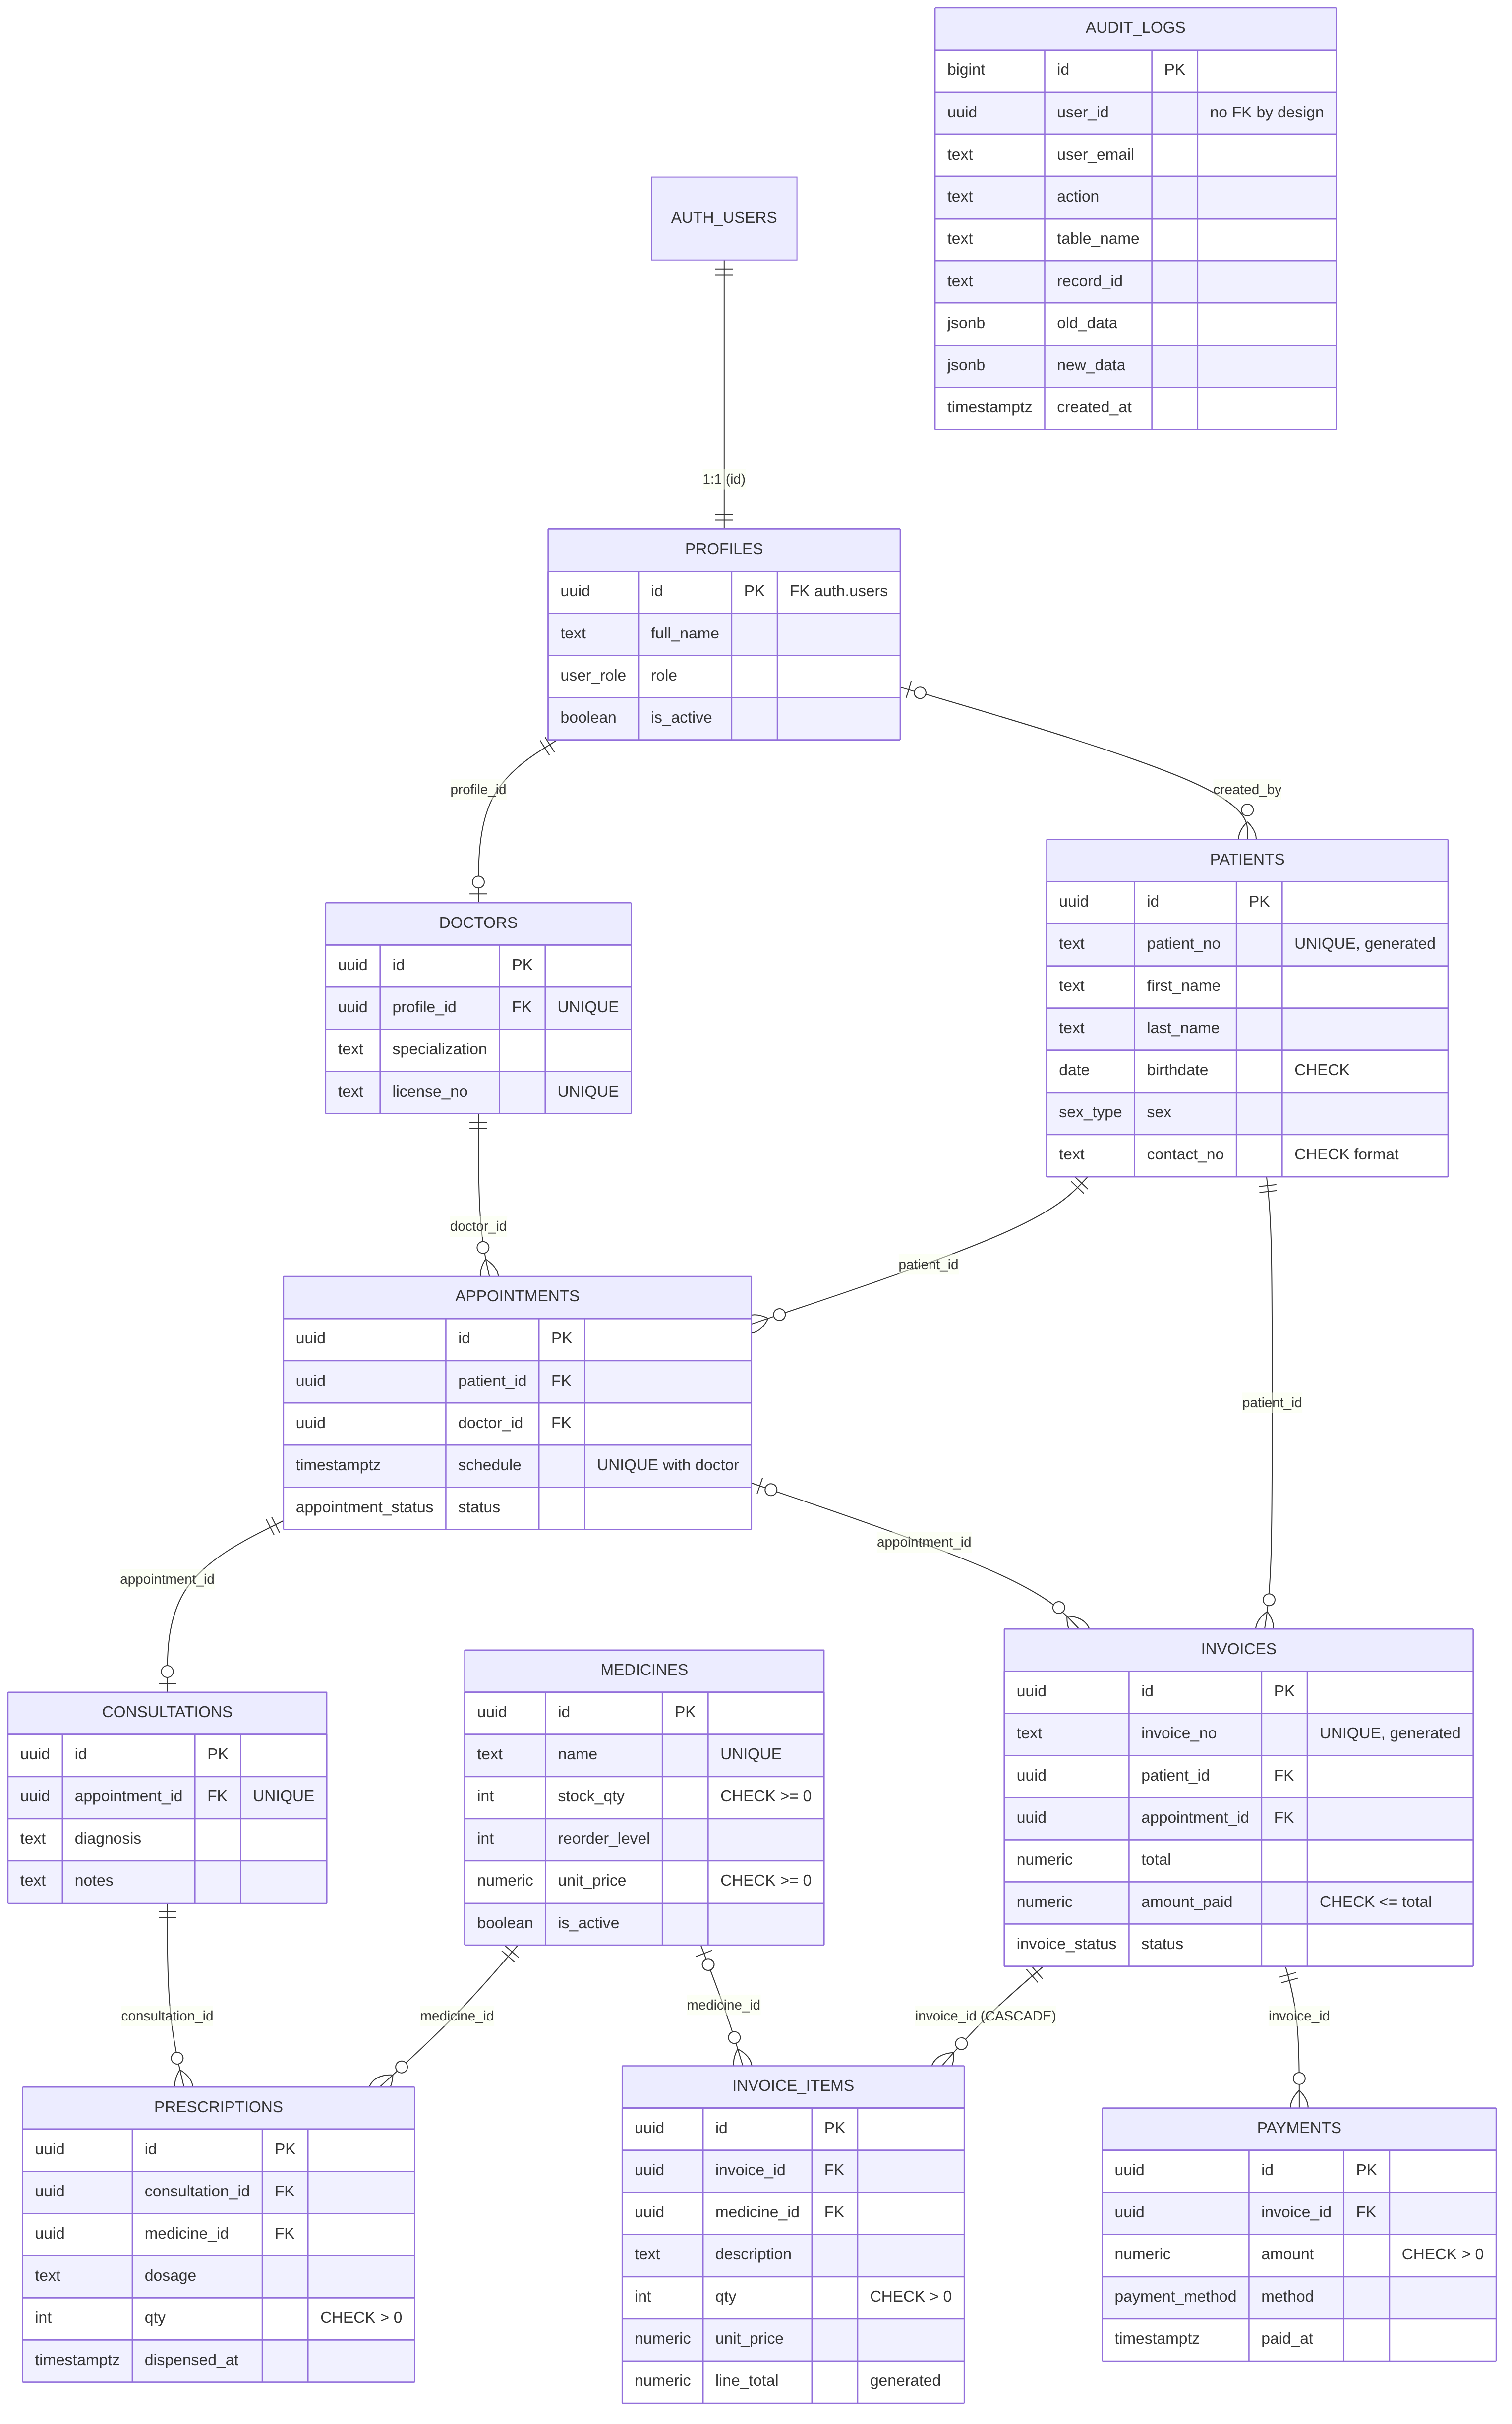 AUDIT_LOGS
bigint id PK
uuid user_id no FK by design
text user_email
text action
text table_name
text record_id
jsonb old_data
jsonb new_data
timestamptz created_at
AUTH_USERS
1:1 (id)
PROFILES
uuid id PK FK auth.users
text full_name
user_role role
boolean is_active
profile_id
created_by
DOCTORS
uuid id PK
uuid profile_id FK UNIQUE
text specialization
text license_no UNIQUE
PATIENTS
uuid id PK
text patient_no UNIQUE, generated
text first_name
text last_name
date birthdate CHECK
sex_type sex
text contact_no CHECK format
doctor_id
patient_id
patient_id
APPOINTMENTS
uuid id PK
uuid patient_id FK
uuid doctor_id FK
timestamptz schedule UNIQUE with doctor
appointment_status status
appointment_id
appointment_id
CONSULTATIONS
uuid id PK
uuid appointment_id FK UNIQUE
text diagnosis
text notes
MEDICINES
uuid id PK
text name UNIQUE
int stock_qty CHECK >= 0
int reorder_level
numeric unit_price CHECK >= 0
boolean is_active
INVOICES
uuid id PK
text invoice_no UNIQUE, generated
uuid patient_id FK
uuid appointment_id FK
numeric total
numeric amount_paid CHECK <= total
invoice_status status
consultation_id
medicine_id
medicine_id
invoice_id (CASCADE)
invoice_id
PRESCRIPTIONS
uuid id PK
uuid consultation_id FK
uuid medicine_id FK
text dosage
int qty CHECK > 0
timestamptz dispensed_at
INVOICE_ITEMS
uuid id PK
uuid invoice_id FK
uuid medicine_id FK
text description
int qty CHECK > 0
numeric unit_price
numeric line_total generated
PAYMENTS
uuid id PK
uuid invoice_id FK
numeric amount CHECK > 0
payment_method method
timestamptz paid_at